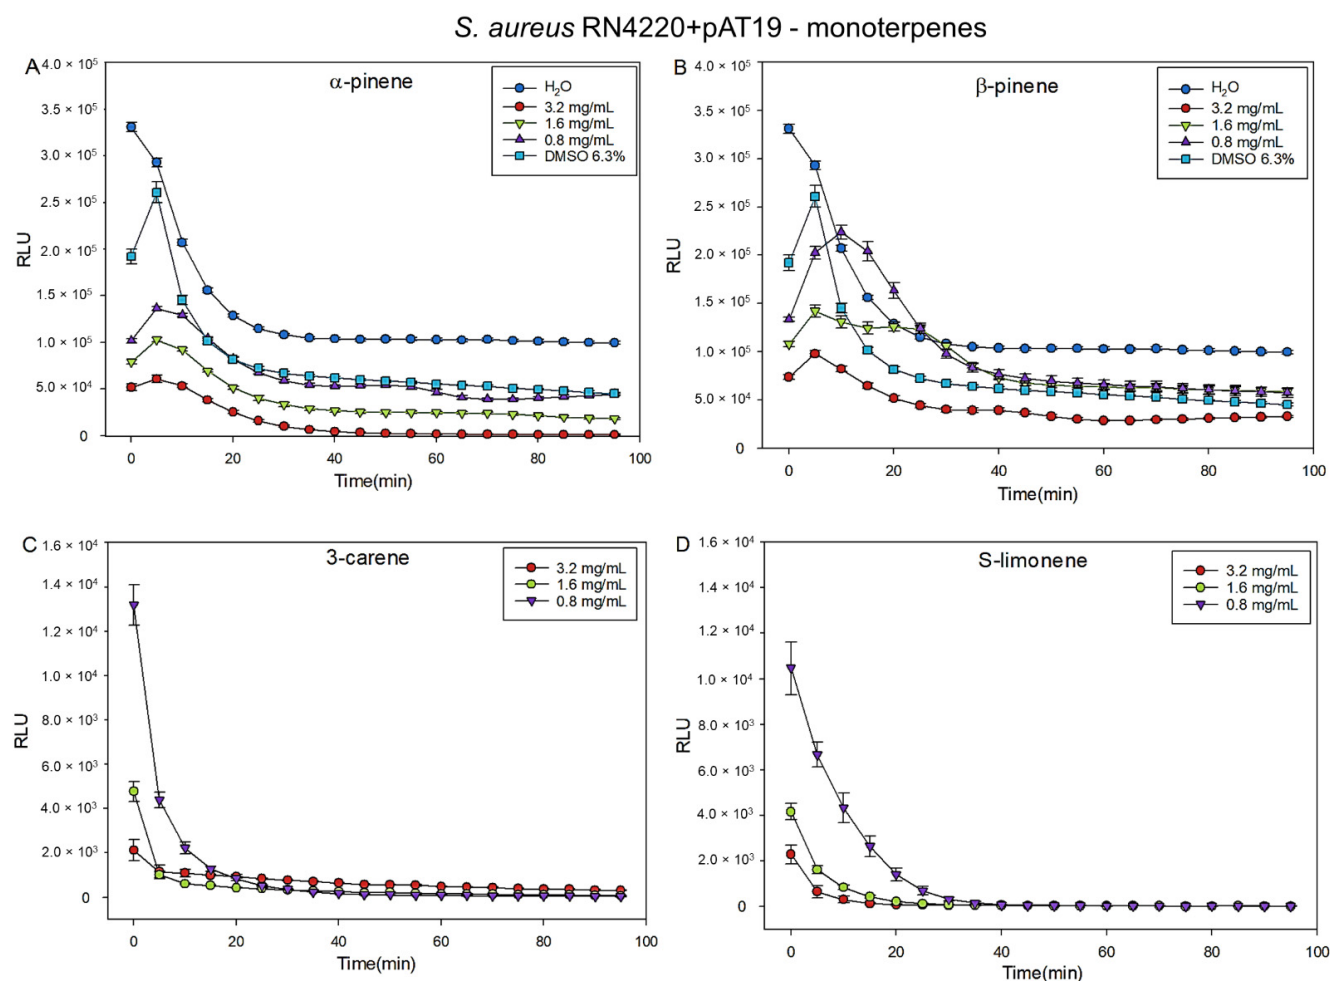 S. aureus RN4220+pAT19 - monoterpenes
A
α-pinene
H₂O
3.2 mg/mL
1.6 mg/mL
0.8 mg/mL
DMSO 6.3%
4.0 × 10⁵
3.5 × 10⁵
3.0 × 10⁵
2.5 × 10⁵
2.0 × 10⁵
1.5 × 10⁵
1.0 × 10⁵
5.0 × 10⁴
0
RLU
0 20 40 60 80 100
Time(min)
B
β-pinene
H₂O
3.2 mg/mL
1.6 mg/mL
0.8 mg/mL
DMSO 6.3%
4.0 × 10⁵
3.5 × 10⁵
3.0 × 10⁵
2.5 × 10⁵
2.0 × 10⁵
1.5 × 10⁵
1.0 × 10⁵
5.0 × 10⁴
0
RLU
0 20 40 60 80 100
Time(min)
C
3-carene
3.2 mg/mL
1.6 mg/mL
0.8 mg/mL
1.6 × 10⁴
1.4 × 10⁴
1.2 × 10⁴
1.0 × 10⁴
8.0 × 10³
6.0 × 10³
4.0 × 10³
2.0 × 10³
0
RLU
0 20 40 60 80 100
Time(min)
D
S-limonene
3.2 mg/mL
1.6 mg/mL
0.8 mg/mL
1.6 × 10⁴
1.4 × 10⁴
1.2 × 10⁴
1.0 × 10⁴
8.0 × 10³
6.0 × 10³
4.0 × 10³
2.0 × 10³
0
RLU
0 20 40 60 80 100
Time(min)